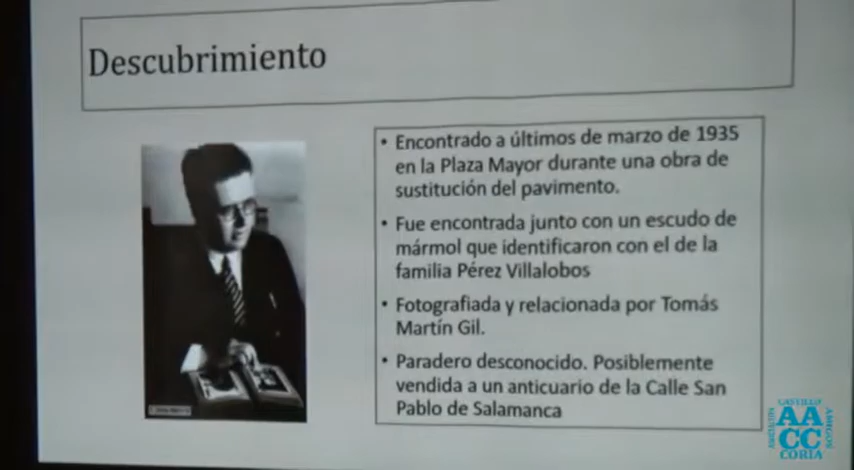 Descubrimiento
• Encontrado a últimos de marzo de 1935
en la Plaza Mayor durante una obra de
sustitución del pavimento.
• Fue encontrada junto con un escudo de
mármol que identificaron con el de la
familia Pérez Villalobos
• Fotografiada y relacionada por Tomás
Martín Gil.
• Paradero desconocido. Posiblemente
vendida a un anticuario de la Calle San
Pablo de Salamanca
CASTILLO
AMIGOS
AA
CC
CORIA